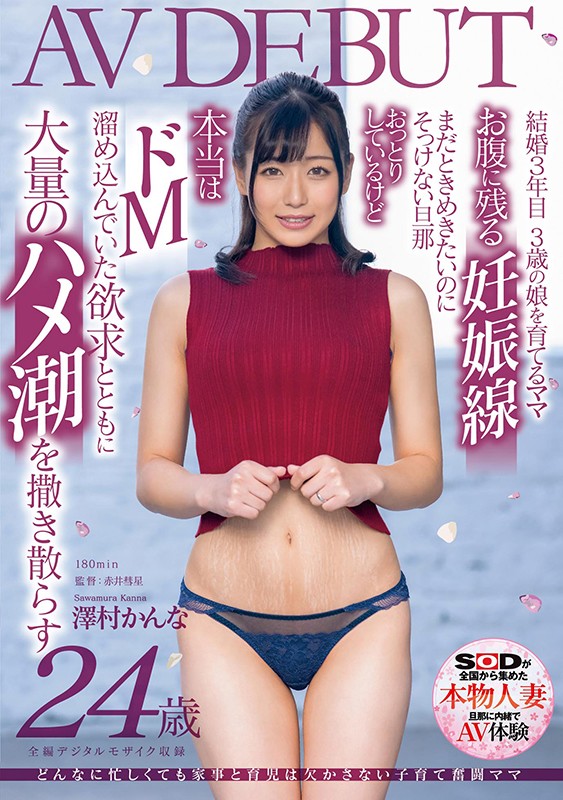 AV DEBUT
結婚3年目 3歳の娘を育てるママ
お腹に残る妊娠線
まだときめきたいのに
そっけない旦那
おっとり
しているけど
本当は
ドM
溜め込んでいた欲求とともに
大量のハメ潮を撒き散らす
180min
監督:赤井彗星
Sawamura Kanna
澤村かんな
24歳
全編デジタルモザイク収録
SODが
全国から集めた
本物人妻
旦那に内緒で
AV体験
どんなに忙しくても家事と育児は欠かさない子育て奮闘ママ